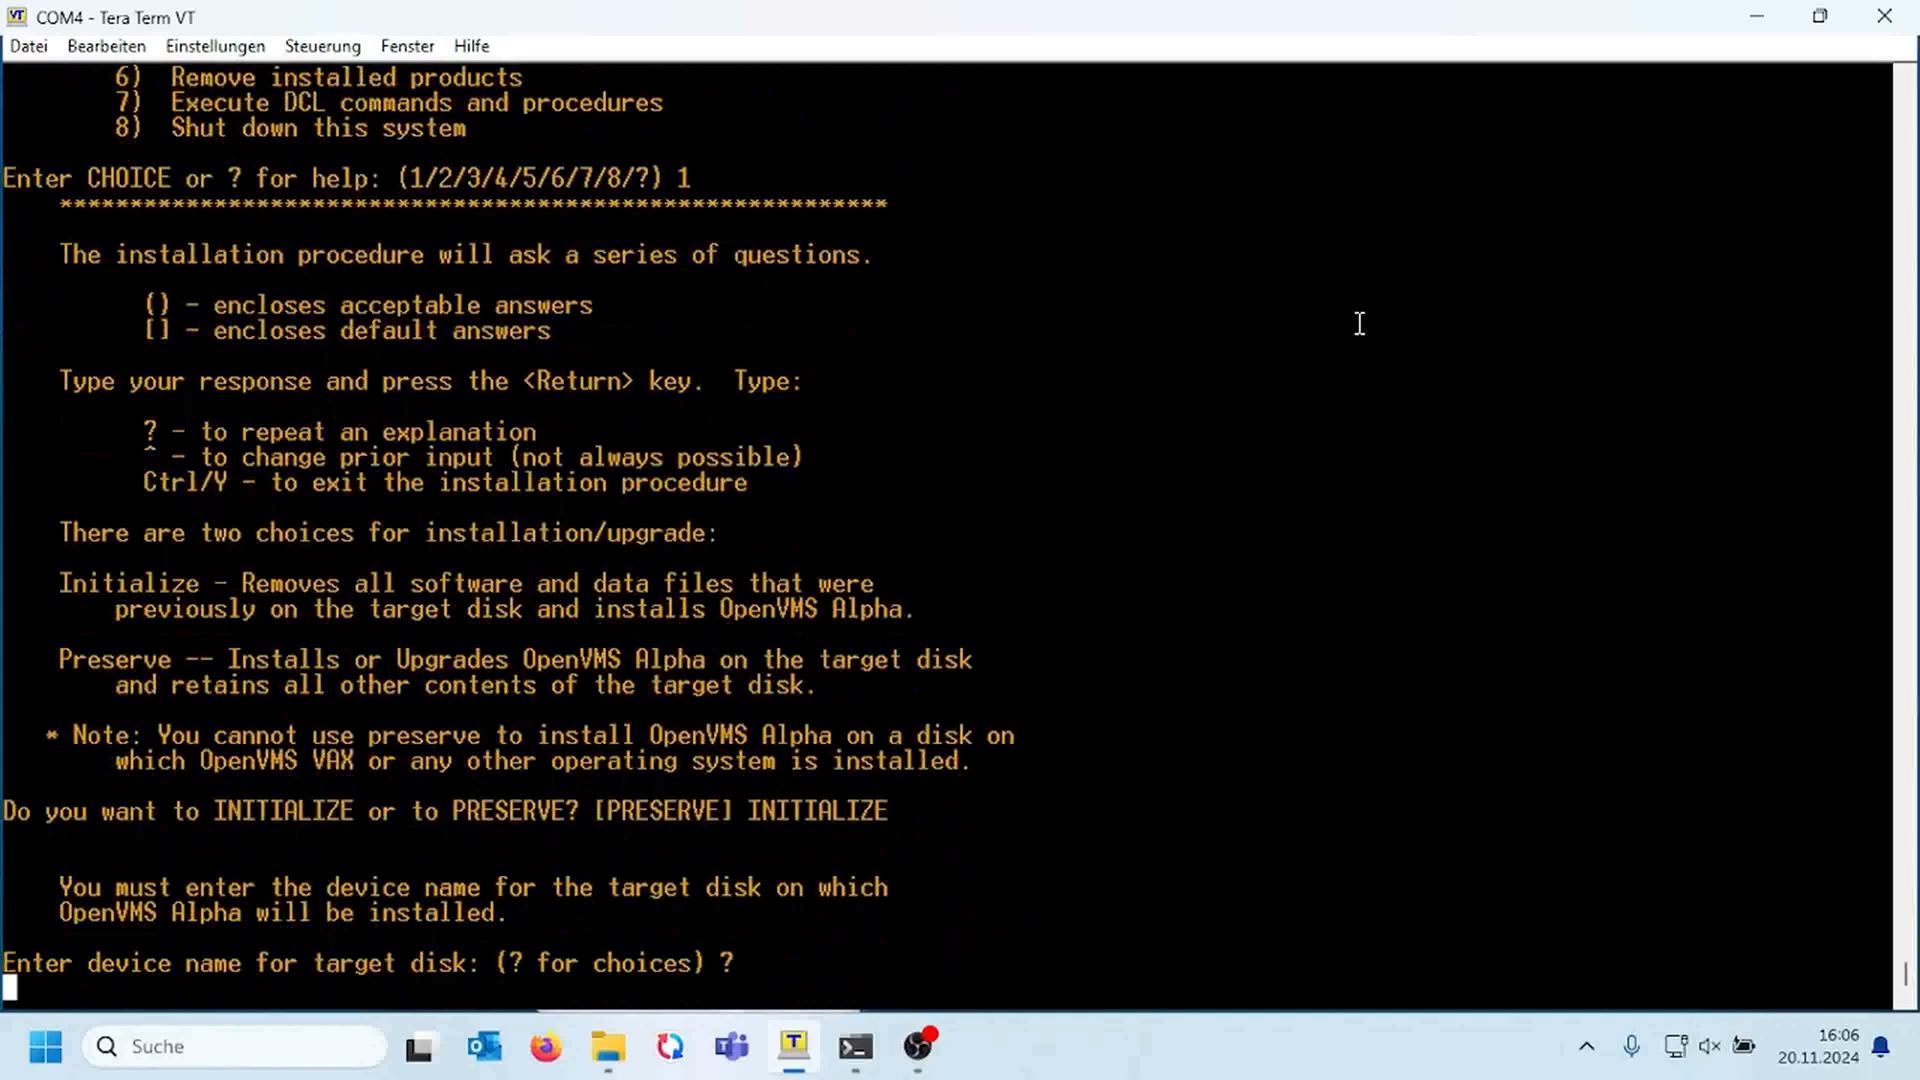 COM4 - Tera Term VT
Datei Bearbeiten Einstellungen Steuerung Fenster Hilfe
6) Remove installed products
7) Execute DCL commands and procedures
8) Shut down this system
Enter CHOICE or ? for help: (1/2/3/4/5/6/7/8/?) 1
***********************************************************
The installation procedure will ask a series of questions.
() - encloses acceptable answers
[] - encloses default answers
Type your response and press the <Return> key. Type:
? - to repeat an explanation
^ - to change prior input (not always possible)
Ctrl/Y - to exit the installation procedure
There are two choices for installation/upgrade:
Initialize - Removes all software and data files that were
previously on the target disk and installs OpenVMS Alpha.
Preserve -- Installs or Upgrades OpenVMS Alpha on the target disk
and retains all other contents of the target disk.
* Note: You cannot use preserve to install OpenVMS Alpha on a disk on
which OpenVMS VAX or any other operating system is installed.
Do you want to INITIALIZE or to PRESERVE? [PRESERVE] INITIALIZE
You must enter the device name for the target disk on which
OpenVMS Alpha will be installed.
Enter device name for target disk: (? for choices) ?
Suche
16:06
20.11.2024